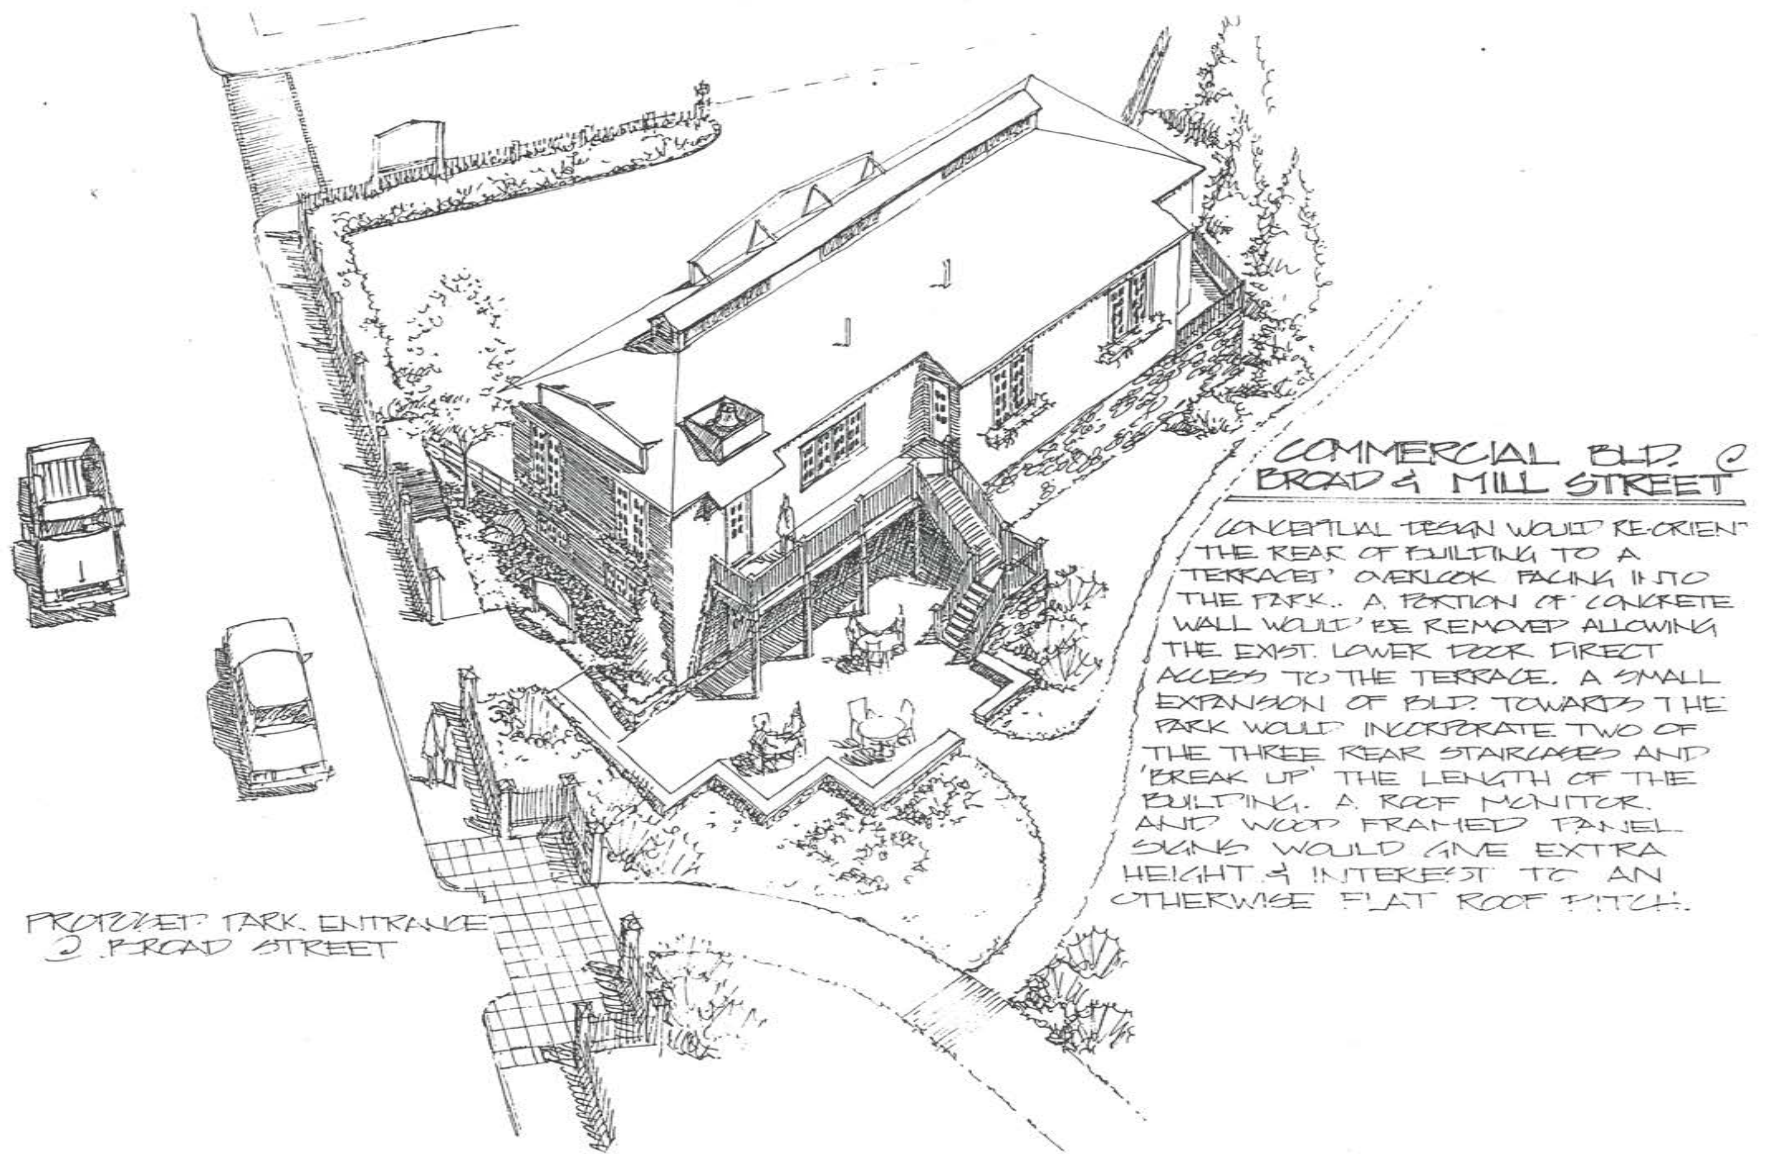 COMMERCIAL BLD. @
BROAD & MILL STREET
CONCEPTUAL DESIGN WOULD RE-ORIENT
THE REAR OF BUILDING TO A
TERRACED OVERLOOK FACING INTO
THE PARK. A PORTION OF CONCRETE
WALL WOULD BE REMOVED ALLOWING
THE EXIST. LOWER DOOR DIRECT
ACCESS TO THE TERRACE. A SMALL
EXPANSION OF BLD. TOWARDS THE
PARK WOULD INCORPORATE TWO OF
THE THREE REAR STAIRCASES AND
'BREAK UP' THE LENGTH OF THE
BUILDING. A ROOF MONITOR
AND WOOD FRAMED PANEL
SIGNS WOULD GIVE EXTRA
HEIGHT & INTEREST TO AN
OTHERWISE FLAT ROOF PITCH.
PROPOSED PARK ENTRANCE
@ BROAD STREET